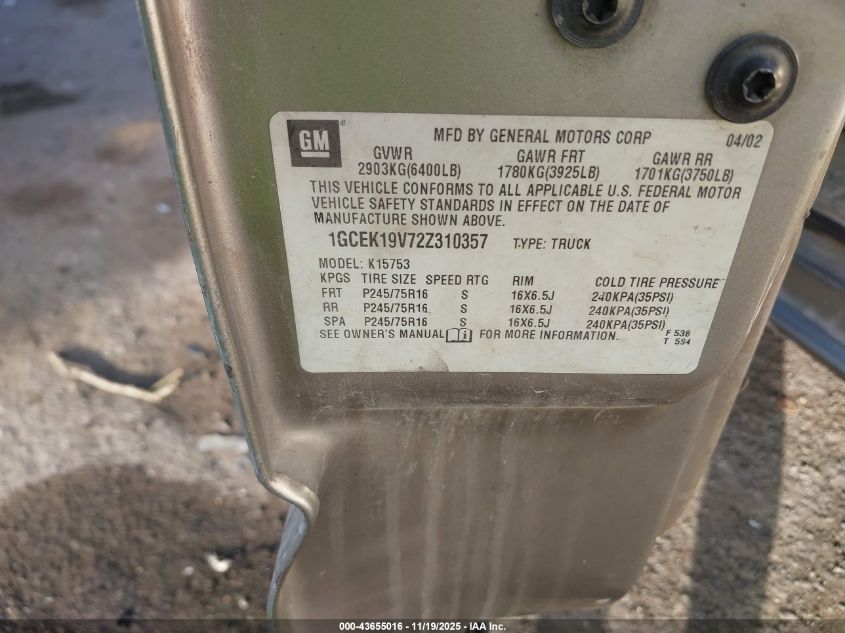 GM
MFD BY GENERAL MOTORS CORP 04/02
GVWR GAWR FRT GAWR RR
2903KG(6400LB) 1780KG(3925LB) 1701KG(3750LB)
THIS VEHICLE CONFORMS TO ALL APPLICABLE U.S. FEDERAL MOTOR
VEHICLE SAFETY STANDARDS IN EFFECT ON THE DATE OF
MANUFACTURE SHOWN ABOVE.
1GCEK19V72Z310357 TYPE: TRUCK
MODEL: K15753
KPGS TIRE SIZE SPEED RTG RIM COLD TIRE PRESSURE
FRT P245/75R16 S 16X6.5J 240KPA(35PSI)
RR P245/75R16 S 16X6.5J 240KPA(35PSI)
SPA P245/75R16 S 16X6.5J 240KPA(35PSI)
SEE OWNER'S MANUAL FOR MORE INFORMATION.
F 538
T 594
000-43655016 - 11/19/2025 - IAA Inc.